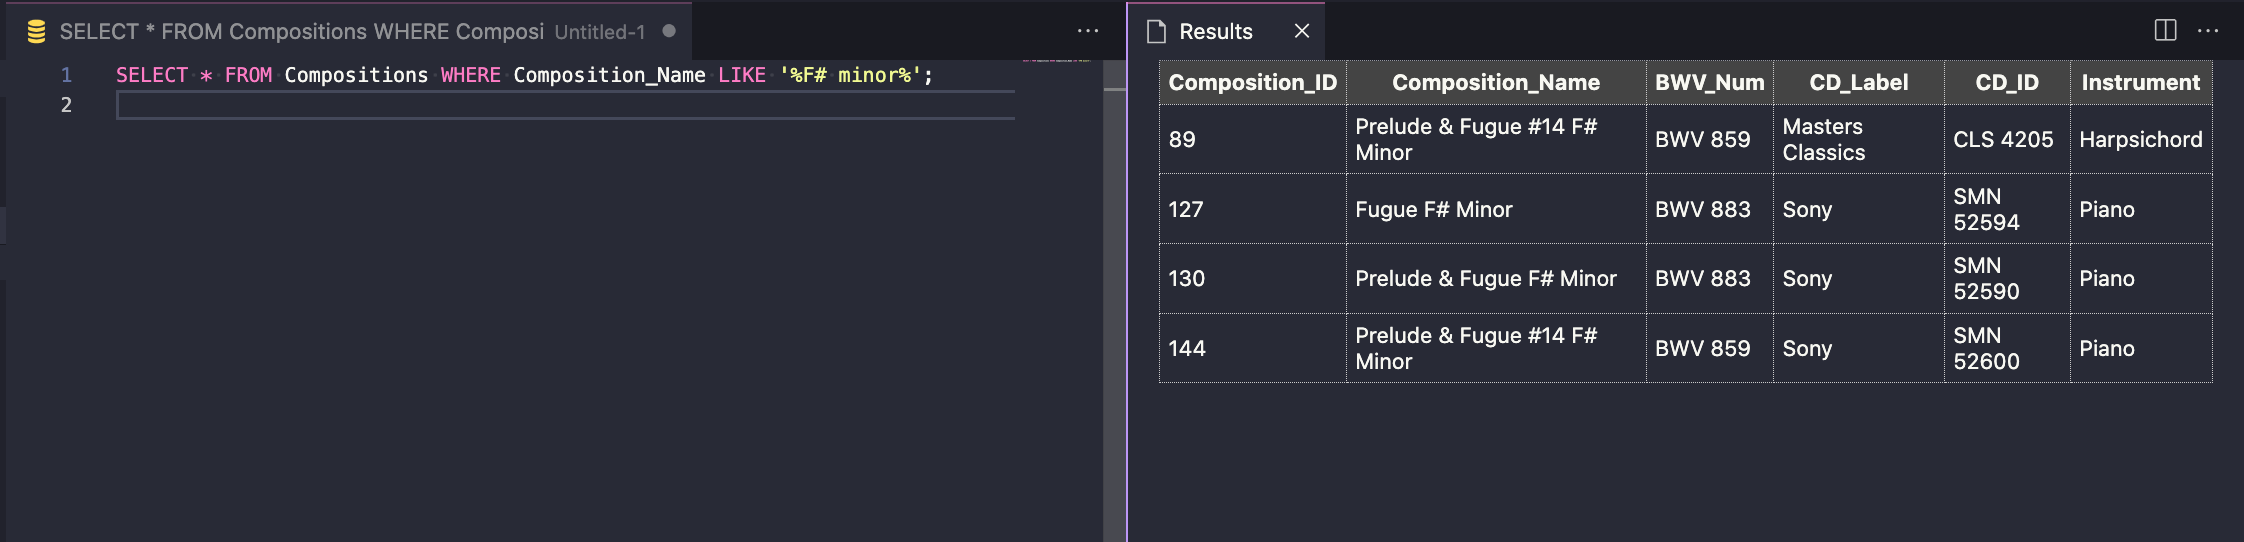 SELECT * FROM Compositions WHERE Composi Untitled-1
1 SELECT * FROM Compositions WHERE Composition_Name LIKE '%F# minor%';
2
Results
Composition_ID Composition_Name BWV_Num CD_Label CD_ID Instrument
89 Prelude & Fugue #14 F# Minor BWV 859 Masters Classics CLS 4205 Harpsichord
127 Fugue F# Minor BWV 883 Sony SMN 52594 Piano
130 Prelude & Fugue F# Minor BWV 883 Sony SMN 52590 Piano
144 Prelude & Fugue #14 F# Minor BWV 859 Sony SMN 52600 Piano